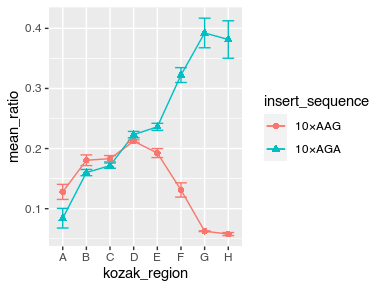 0.4
0.3
0.2
0.1
mean_ratio
A B C D E F G H
kozak_region
insert_sequence
10×AAG
10×AGA